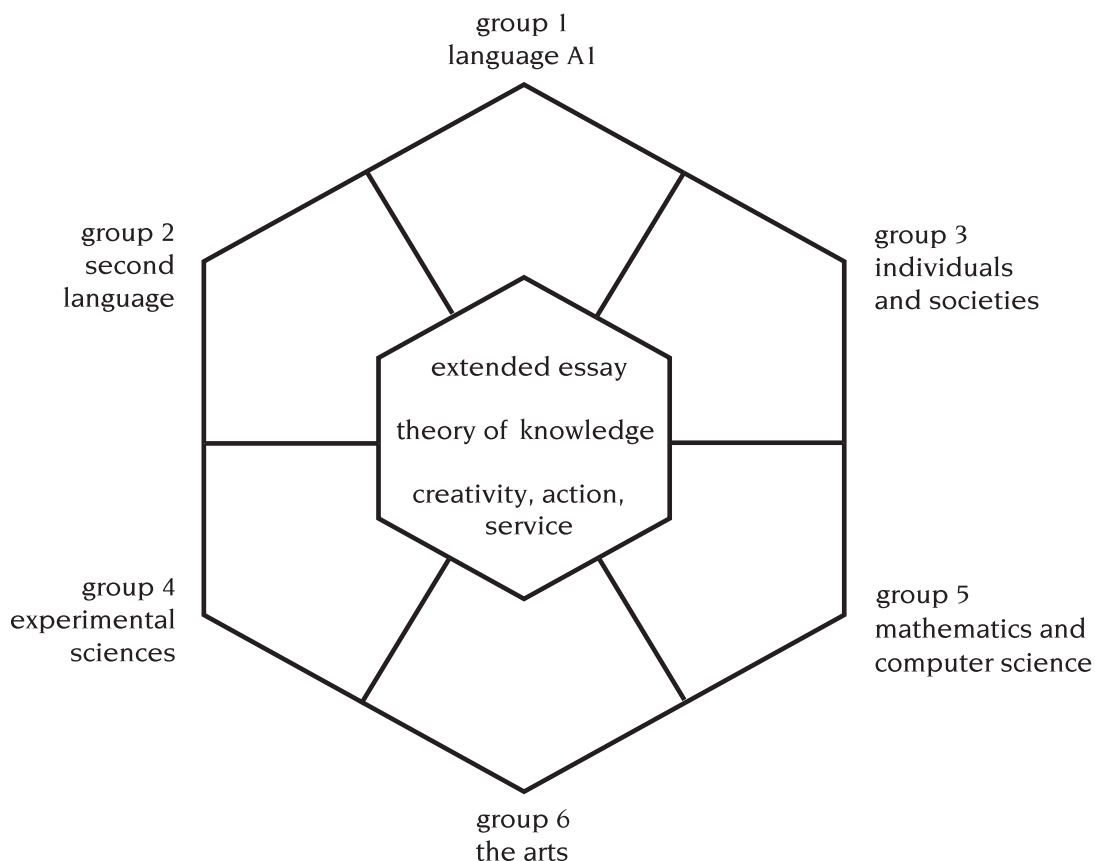 group 1
language A1
group 2
second
language
group 3
individuals
and societies
extended essay
theory of knowledge
creativity, action,
service
group 4
experimental
sciences
group 5
mathematics and
computer science
group 6
the arts